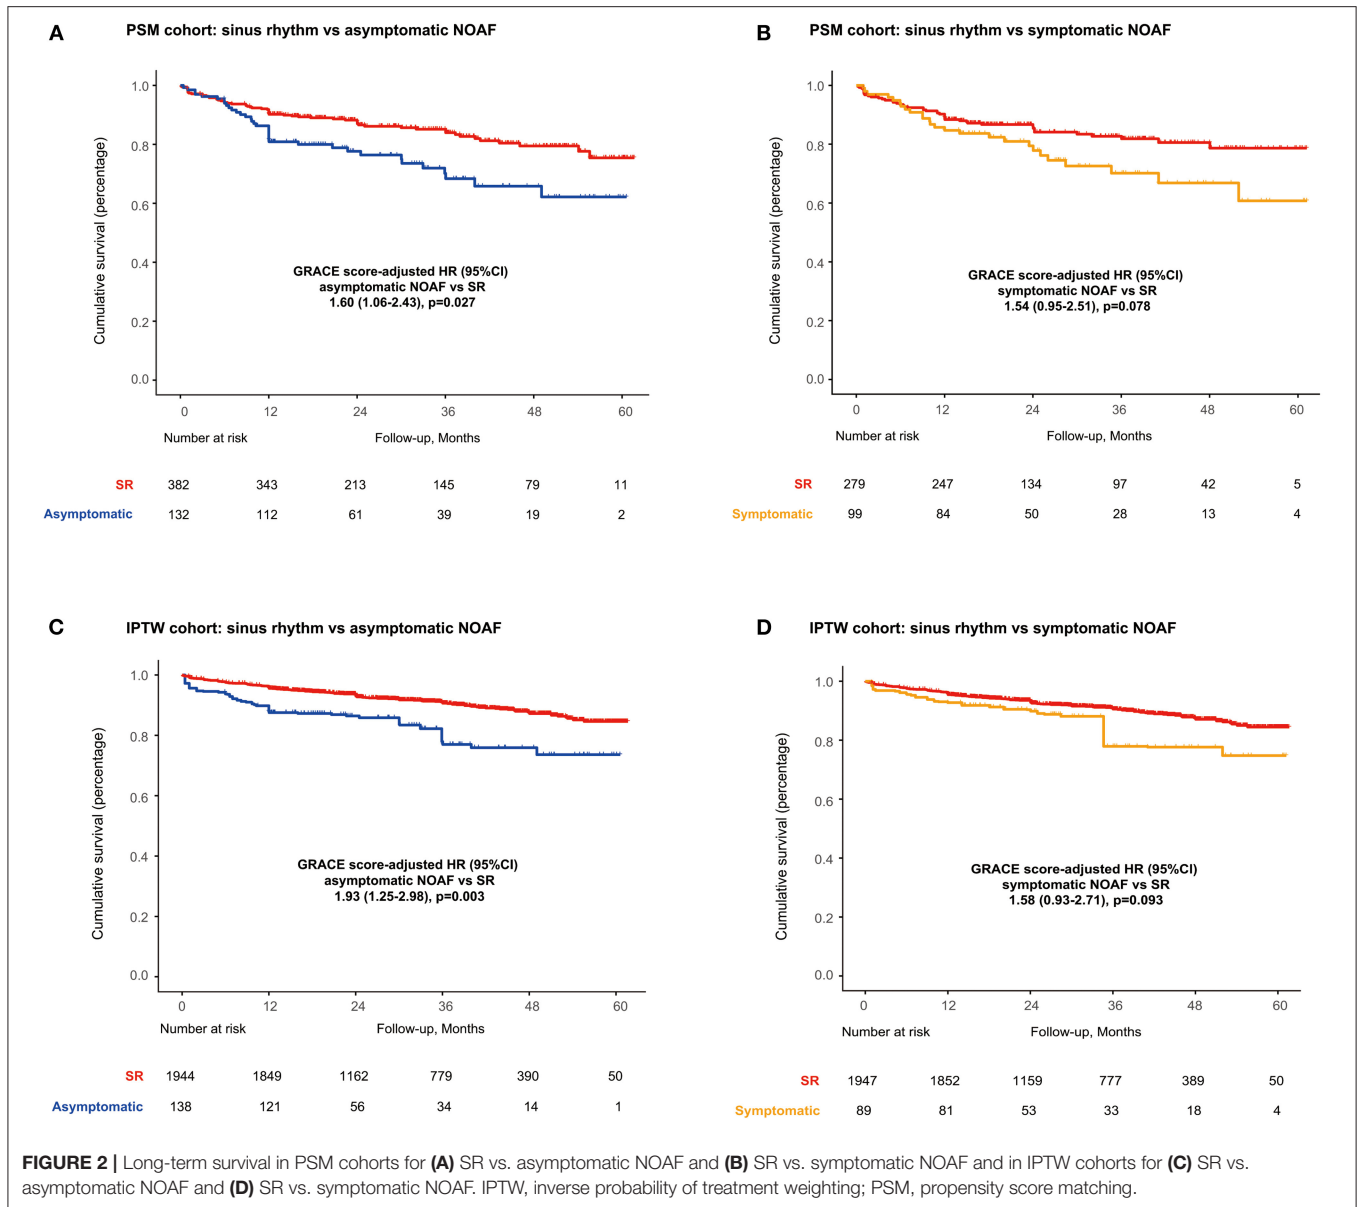 A PSM cohort: sinus rhythm vs asymptomatic NOAF
1.0
0.8
0.6
0.4
0.2
0.0
Cumulative survival (percentage)
GRACE score-adjusted HR (95%CI)
asymptomatic NOAF vs SR
1.60 (1.06-2.43), p=0.027
0 12 24 36 48 60
Number at risk Follow-up, Months
SR 382 343 213 145 79 11
Asymptomatic 132 112 61 39 19 2
B PSM cohort: sinus rhythm vs symptomatic NOAF
1.0
0.8
0.6
0.4
0.2
0.0
Cumulative survival (percentage)
GRACE score-adjusted HR (95%CI)
symptomatic NOAF vs SR
1.54 (0.95-2.51), p=0.078
0 12 24 36 48 60
Number at risk Follow-up, Months
SR 279 247 134 97 42 5
Symptomatic 99 84 50 28 13 4
C IPTW cohort: sinus rhythm vs asymptomatic NOAF
1.0
0.8
0.6
0.4
0.2
0.0
Cumulative survival (percentage)
GRACE score-adjusted HR (95%CI)
asymptomatic NOAF vs SR
1.93 (1.25-2.98), p=0.003
0 12 24 36 48 60
Number at risk Follow-up, Months
SR 1944 1849 1162 779 390 50
Asymptomatic 138 121 56 34 14 1
D IPTW cohort: sinus rhythm vs symptomatic NOAF
1.0
0.8
0.6
0.4
0.2
0.0
Cumulative survival (percentage)
GRACE score-adjusted HR (95%CI)
symptomatic NOAF vs SR
1.58 (0.93-2.71), p=0.093
0 12 24 36 48 60
Number at risk Follow-up, Months
SR 1947 1852 1159 777 389 50
Symptomatic 89 81 53 33 18 4
FIGURE 2 | Long-term survival in PSM cohorts for (A) SR vs. asymptomatic NOAF and (B) SR vs. symptomatic NOAF and in IPTW cohorts for (C) SR vs.
asymptomatic NOAF and (D) SR vs. symptomatic NOAF. IPTW, inverse probability of treatment weighting; PSM, propensity score matching.